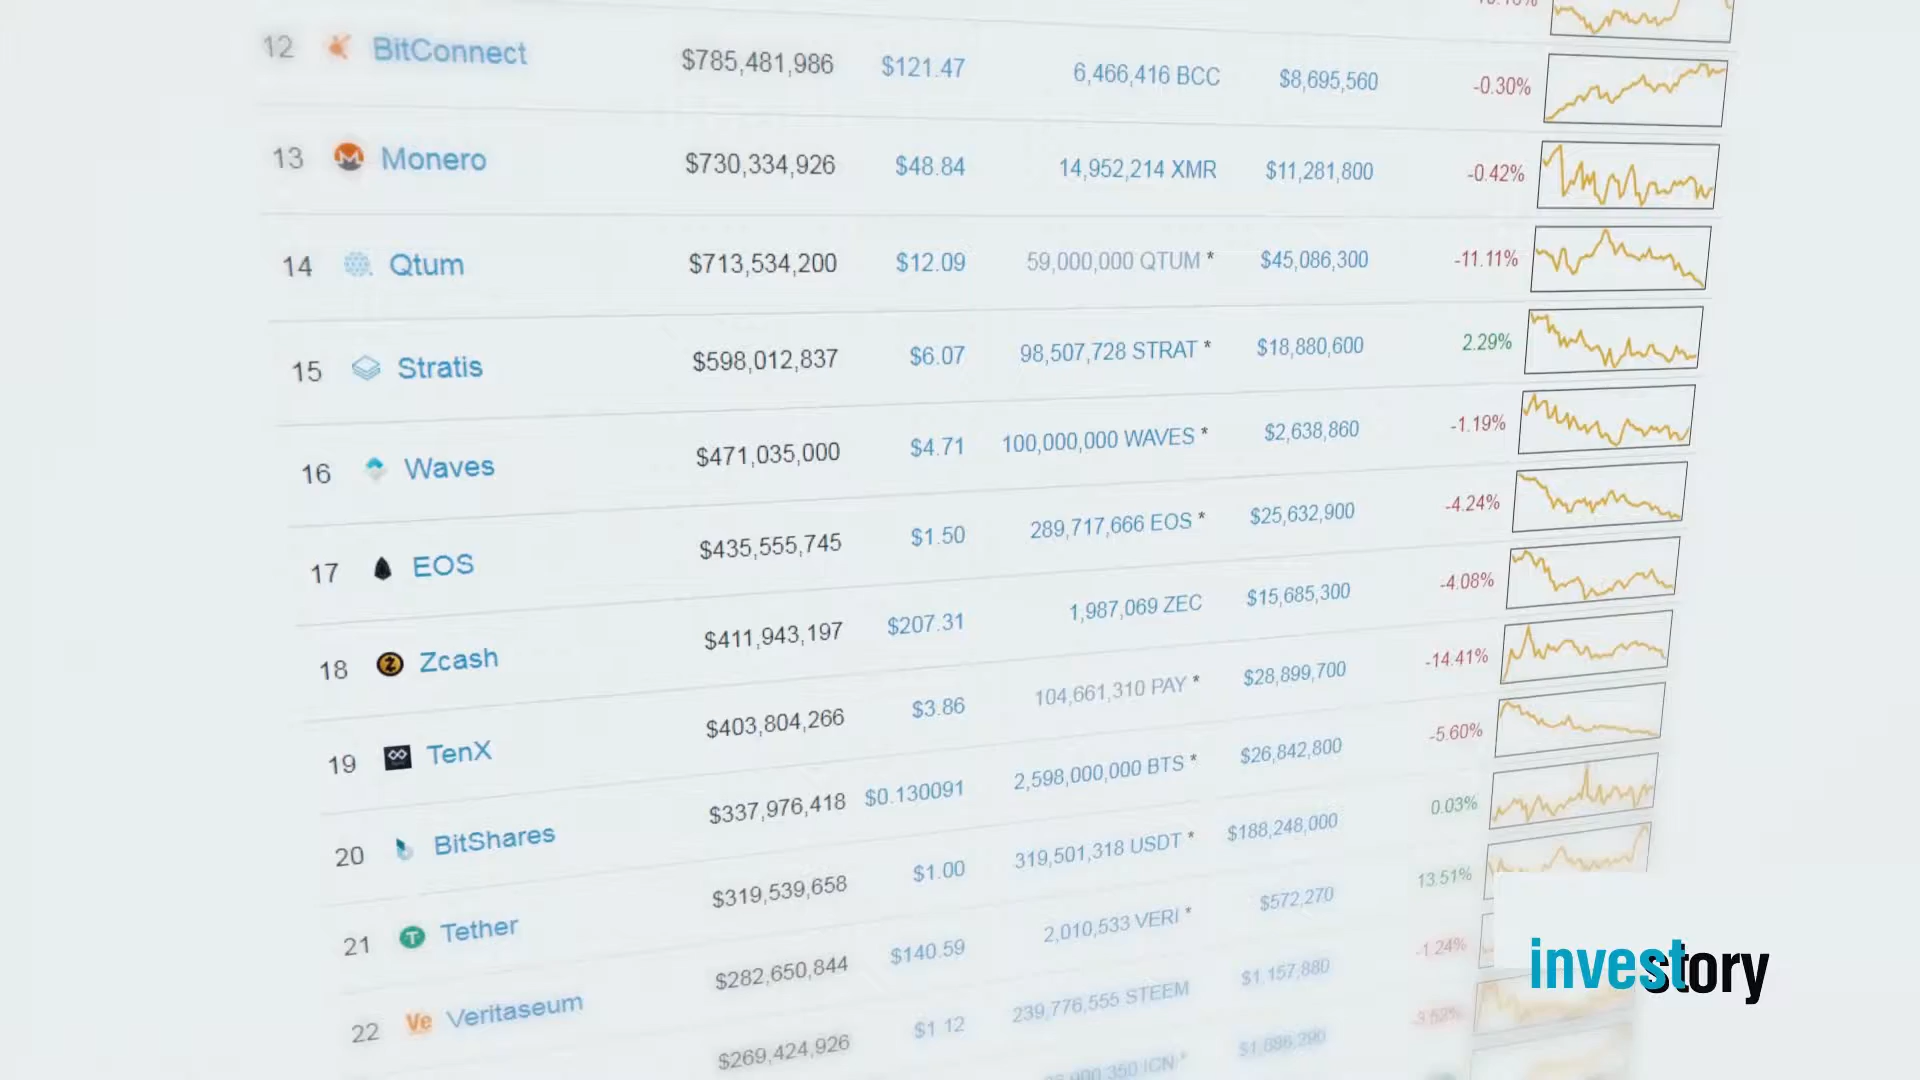 12 BitConnect $785,481,986 $121.47 6,466,416 BCC $8,695,560 -0.30%
13 Monero $730,334,926 $48.84 14,952,214 XMR $11,281,800 -0.42%
14 Qtum $713,534,200 $12.09 59,000,000 QTUM * $45,086,300 -11.11%
15 Stratis $598,012,837 $6.07 98,507,728 STRAT * $18,880,600 2.29%
16 Waves $471,035,000 $4.71 100,000,000 WAVES * $2,638,860 -1.19%
17 EOS $435,555,745 $1.50 289,717,666 EOS * $25,632,900 -4.24%
18 Zcash $411,943,197 $207.31 1,987,069 ZEC $15,685,300 -4.08%
19 TenX $403,804,266 $3.86 104,661,310 PAY * $28,899,700 -14.41%
20 BitShares $337,976,418 $0.130091 2,598,000,000 BTS * $26,842,800 -5.60%
21 Tether $319,539,658 $1.00 319,501,318 USDT * $188,248,000 0.03%
22 Veritaseum $282,650,844 $140.59 2,010,533 VERI * $572,270 13.51%
$269,424,926 $1.12 239,776,555 STEEM $1,157,880 -1.24%
investory